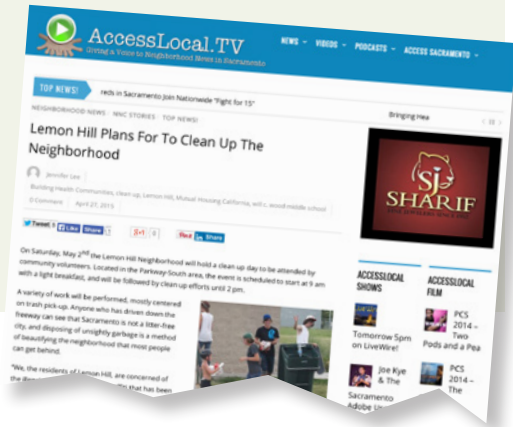 AccessLocal.TV
Giving a Voice to Neighborhood News in Sacramento
NEWS VIDEOS PODCASTS ACCESS SACRAMENTO
TOP NEWS!
reds in Sacramento Join Nationwide "Fight for 15"
Bringing Hea
NEIGHBORHOOD NEWS NNC STORIES TOP NEWS!
Lemon Hill Plans For To Clean Up The
Neighborhood
Jennifer Lee
Building Health Communities, clean up, Lemon Hill, Mutual Housing California, will c. wood middle school
0 Comment April 27, 2015
Tweet Like Share +1 0 Pin it Share
On Saturday, May 2nd the Lemon Hill Neighborhood will hold a clean up day to be attended by
community volunteers. Located in the Parkway-South area, the event is scheduled to start at 9 am
with a light breakfast, and will be followed by clean up efforts until 2 pm.
A variety of work will be performed, mostly centered
on trash pick-up. Anyone who has driven down the
freeway can see that Sacramento is not a litter-free
city, and disposing of unsightly garbage is a method
of beautifying the neighborhood that most people
can get behind.
"We, the residents of Lemon Hill, are concerned of
the that has been
SJ
SHARIF
ACCESSLOCAL
SHOWS
Tomorrow 5pm
on LiveWire!
Joe Kye
& The
Sacramento
Adobe
ACCESSLOCAL
FILM
PCS
2014 –
Two
Pods and a Pea
PCS
2014 –
The